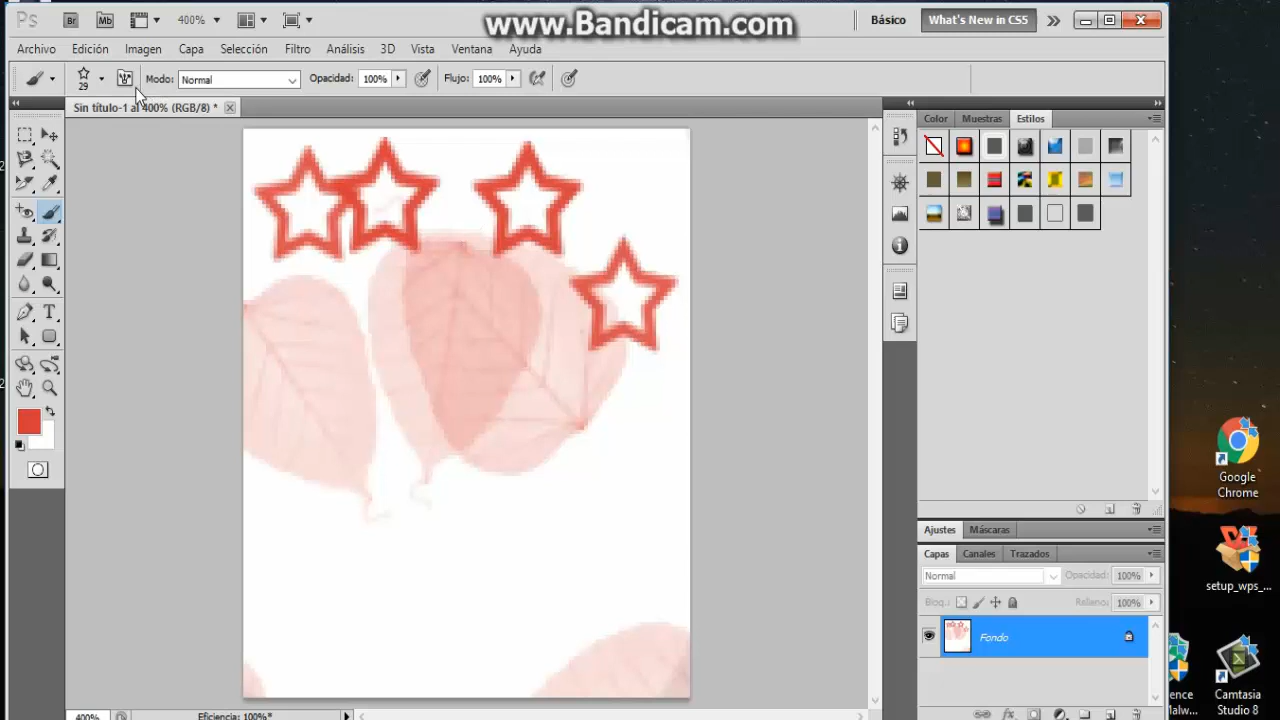 Ps Br Mb 400% www.Bandicam.com Básico What's New in CS5
Archivo Edición Imagen Capa Selección Filtro Análisis 3D Vista Ventana Ayuda
29 Modo: Normal Opacidad: 100% Flujo: 100%
Sin título-1 al 400% (RGB/8) *
Color Muestras Estilos
Google
Chrome
Ajustes Máscaras
Capas Canales Trazados
Normal Opacidad: 100%
setup_wps_...
Bloq.: Relleno: 100%
Fondo
Camtasia
Studio 8
400% Eficiencia: 100%*